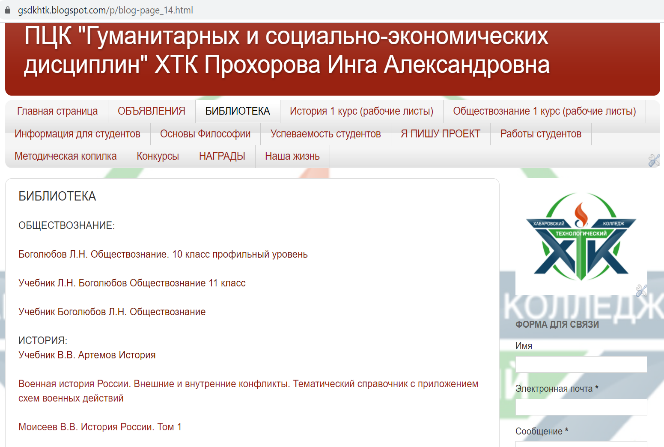 gsdkhtk.blogspot.com/p/blog-page_14.html
ПЦК "Гуманитарных и социально-экономических
дисциплин" ХТК Прохорова Инга Александровна
Главная страница ОБЪЯВЛЕНИЯ БИБЛИОТЕКА История 1 курс (рабочие листы) Обществознание 1 курс (рабочие листы)
Информация для студентов Основы Философии Успеваемость студентов Я ПИШУ ПРОЕКТ Работы студентов
Методическая копилка Конкурсы НАГРАДЫ Наша жизнь
БИБЛИОТЕКА
ОБЩЕСТВОЗНАНИЕ:
Боголюбов Л.Н. Обществознание. 10 класс профильный уровень
Учебник Л.Н. Боголюбов Обществознание 11 класс
Учебник Боголюбов Л.Н. Обществознание
ИСТОРИЯ:
Учебник В.В. Артемов История
Военная история России. Внешние и внутренние конфликты. Тематический справочник с приложением
схем военных действий
Моисеев В.В. История России. Том 1
ХАБАРОВСКИЙ КОЛЛЕДЖ
ТЕХНОЛОГИЧЕСКИЙ
ХТК
КОЛЛЕДЖ
ФОРМА ДЛЯ СВЯЗИ
Имя
Электронная почта *
Сообщение *